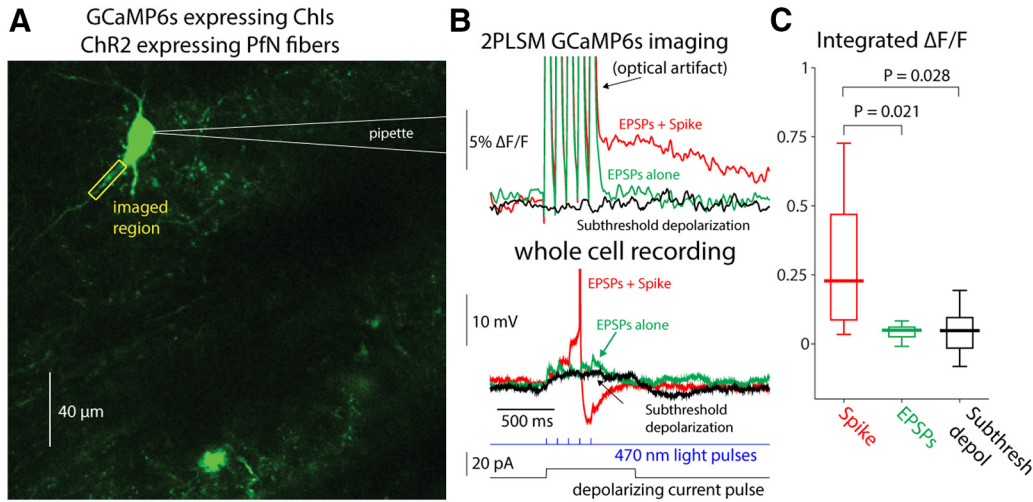 A
GCaMP6s expressing ChIs
ChR2 expressing PfN fibers
pipette
imaged
region
40 µm
B
2PLSM GCaMP6s imaging
(optical artifact)
5% ΔF/F
EPSPs + Spike
EPSPs alone
Subthreshold depolarization
whole cell recording
EPSPs + Spike
10 mV
EPSPs alone
500 ms
Subthreshold
depolarization
470 nm light pulses
20 pA
depolarizing current pulse
C
Integrated ΔF/F
1
P = 0.028
P = 0.021
0.75
0.5
0.25
0
Spike
EPSPs
Subthresh
depol